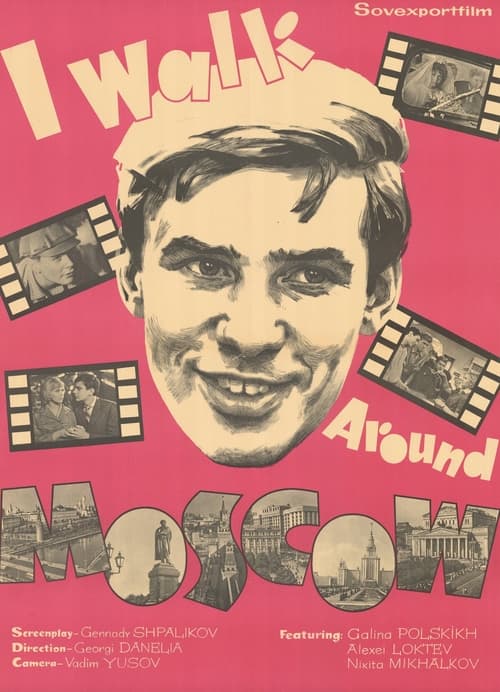 Sovexportfilm
I Walk
Around
MOSCOW
Screenplay - Gennady SHPALIKOV
Direction - Georgi DANELIA
Camera - Vadim YUSOV
Featuring: Galina POLSKIKH
Alexei LOKTEV
Nikita MIKHALKOV